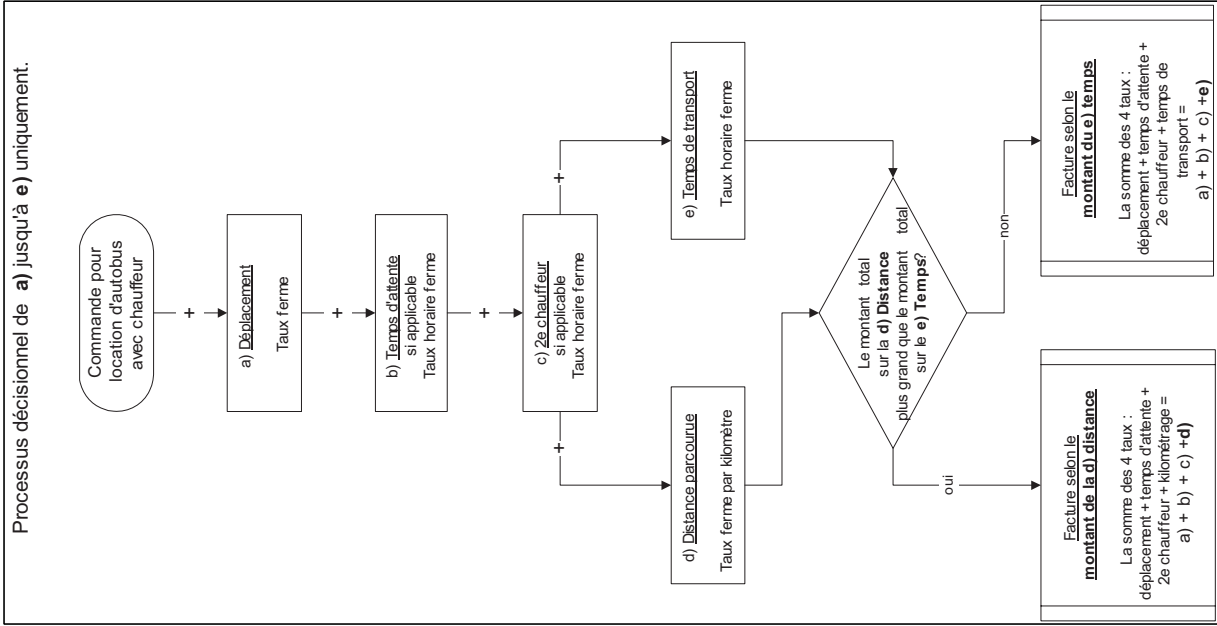 Processus décisionnel de a) jusqu'à e) uniquement.
Commande pour
location d'autobus
avec chauffeur
+
a) Déplacement
Taux ferme
+
b) Temps d'attente
si applicable
Taux horaire ferme
+
c) 2e chauffeur
si applicable
Taux horaire ferme
+
+
d) Distance parcourue
Taux ferme par kilomètre
e) Temps de transport
Taux horaire ferme
Le montant total
sur la d) Distance
plus grand que le montant total
sur le e) Temps?
oui
non
Facture selon le
montant de la d) distance
La somme des 4 taux :
déplacement + temps d'attente +
2e chauffeur + kilométrage =
a) + b) + c) +d)
Facture selon le
montant du e) temps
La somme des 4 taux :
déplacement + temps d'attente +
2e chauffeur + temps de
transport =
a) + b) + c) +e)